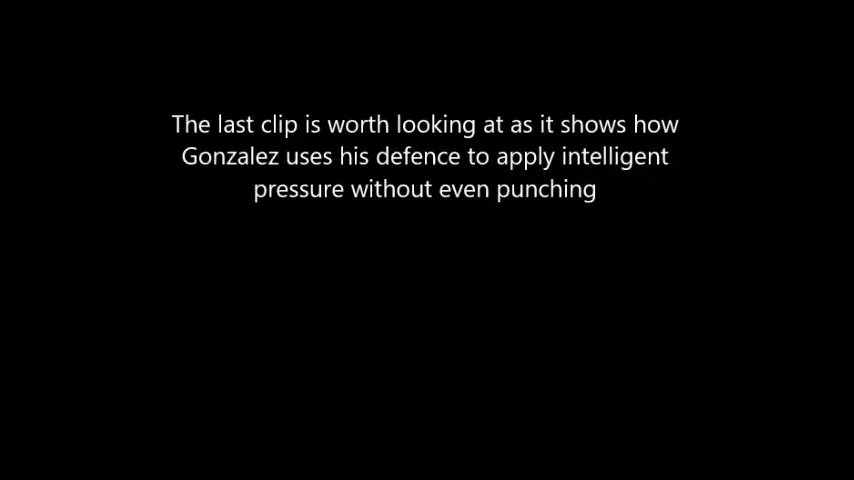 The last clip is worth looking at as it shows how
Gonzalez uses his defence to apply intelligent
pressure without even punching